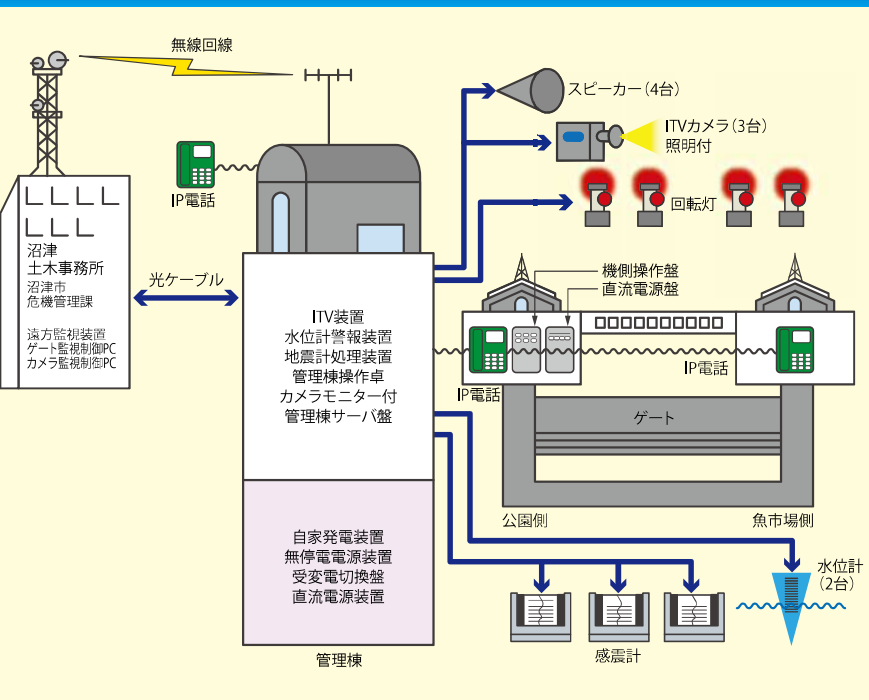 無線回線
IP電話
沼津
土木事務所
沼津市
危機管理課
遠方監視装置
ゲート監視制御PC
カメラ監視制御PC
光ケーブル
ITV装置
水位計警報装置
地震計処理装置
管理棟操作卓
カメラモニター付
管理棟サーバ盤
自家発電装置
無停電電源装置
受変電切換盤
直流電源装置
管理棟
スピーカー(4台)
ITVカメラ(3台)
照明付
回転灯
機側操作盤
直流電源盤
IP電話
IP電話
ゲート
公園側
魚市場側
水位計
(2台)
感震計